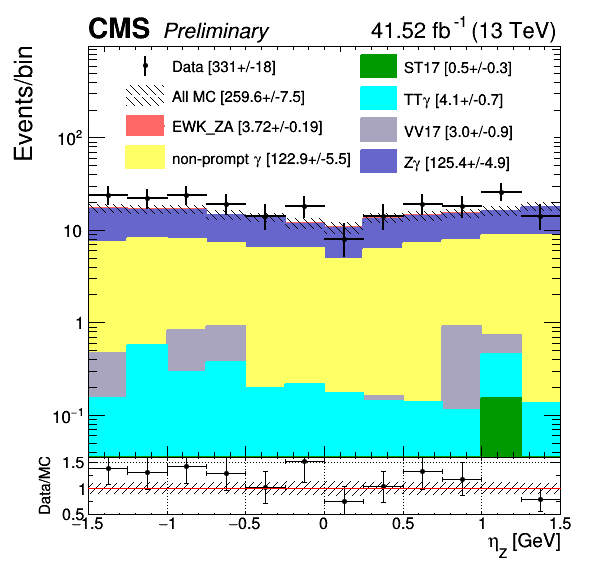 CMS Preliminary 41.52 fb⁻¹ (13 TeV)
Events/bin
Data [331+/-18]
All MC [259.6+/-7.5]
EWK_ZA [3.72+/-0.19]
non-prompt γ [122.9+/-5.5]
ST17 [0.5+/-0.3]
TTγ [4.1+/-0.7]
VV17 [3.0+/-0.9]
Zγ [125.4+/-4.9]
10²
10
1
10⁻¹
Data/MC
1.5
1
0.5
−1.5 −1 −0.5 0 0.5 1 1.5
η_Z [GeV]